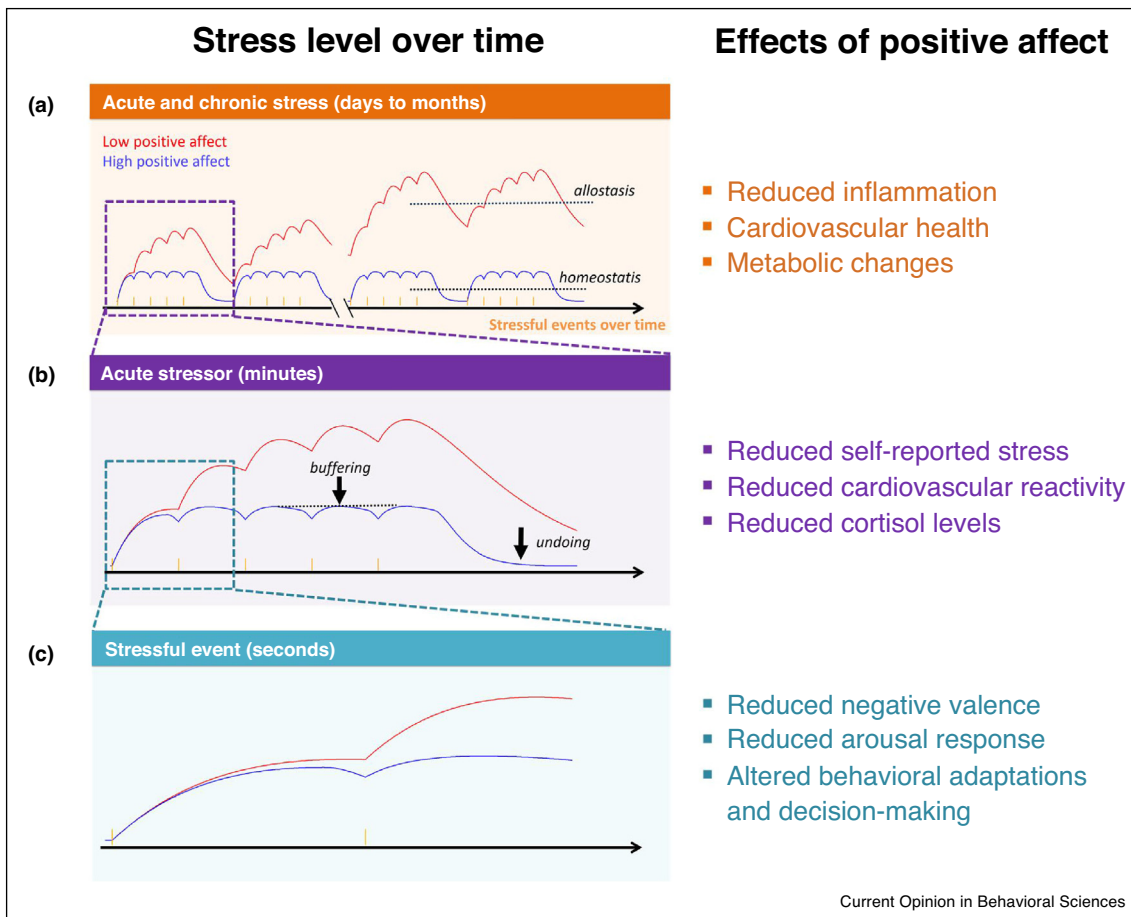 Stress level over time
Effects of positive affect
(a)
Acute and chronic stress (days to months)
Low positive affect
High positive affect
allostasis
homeostatis
Stressful events over time
▪ Reduced inflammation
▪ Cardiovascular health
▪ Metabolic changes
(b)
Acute stressor (minutes)
buffering
undoing
▪ Reduced self-reported stress
▪ Reduced cardiovascular reactivity
▪ Reduced cortisol levels
(c)
Stressful event (seconds)
▪ Reduced negative valence
▪ Reduced arousal response
▪ Altered behavioral adaptations
and decision-making
Current Opinion in Behavioral Sciences